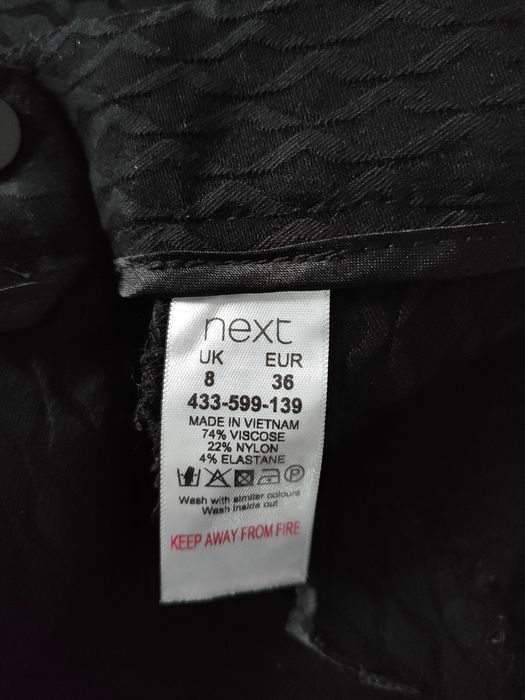 next
UK EUR
8 36
433-599-139
MADE IN VIETNAM
74% VISCOSE
22% NYLON
4% ELASTANE
P
Wash with similar colours
Wash inside out
KEEP AWAY FROM FIRE